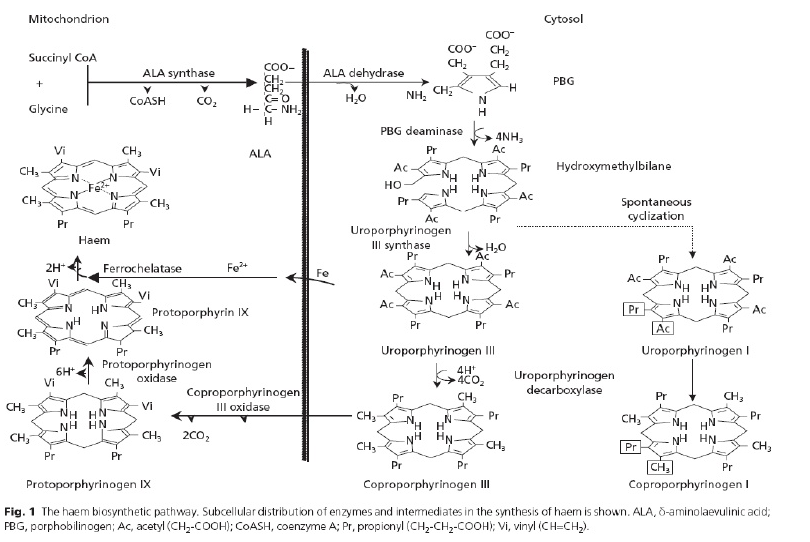 Mitochondrion
Cytosol
Succinyl CoA
+
Glycine
ALA synthase
CoASH
CO₂
COO–
CH₂
CH₂
C=O
H– C– NH₂
H
ALA
ALA dehydrase
H₂O
COO⁻
COO⁻
CH₂
CH₂
CH₂
CH₂
NH₂
N
H
H
PBG
PBG deaminase
4NH₃
Hydroxymethylbilane
Pr
Ac
Ac
Pr
HO
Pr
Ac
Ac
Pr
N
H
H
N
N
H
H
N
Spontaneous
cyclization
Uroporphyrinogen
III synthase
H₂O
Pr
Ac
Ac
Pr
Ac
Ac
Pr
Pr
N
H
H
N
N
H
H
N
Uroporphyrinogen III
Pr
Ac
Ac
Pr
Pr
Ac
Ac
Pr
N
H
H
N
NH
H
N
Uroporphyrinogen I
4H⁺
4CO₂
Uroporphyrinogen
decarboxylase
Pr
CH₃
CH₃
Pr
CH₃
CH₃
Pr
Pr
N
H
H
N
N
H
H
N
Coproporphyrinogen III
Pr
CH₃
CH₃
Pr
Pr
CH₃
CH₃
Pr
N
H
H
N
NH
H
N
Coproporphyrinogen I
Coproporphyrinogen
III oxidase
2CO₂
Vi
CH₃
CH₃
Vi
CH₃
CH₃
Pr
Pr
N
H
H
N
N
H
H
N
Protoporphyrinogen IX
Protoporphyrinogen
oxidase
6H⁺
Vi
CH₃
CH₃
Vi
CH₃
CH₃
Pr
Pr
N
HN
NH
N
Protoporphyrin IX
2H⁺
Ferrochelatase
Fe²⁺
Fe
Vi
CH₃
CH₃
Vi
CH₃
CH₃
Pr
Pr
N
N
Fe²⁺
N
N
Haem
Fig. 1 The haem biosynthetic pathway. Subcellular distribution of enzymes and intermediates in the synthesis of haem is shown. ALA, δ-aminolaevulinic acid;
PBG, porphobilinogen; Ac, acetyl (CH₂-COOH); CoASH, coenzyme A; Pr, propionyl (CH₂-CH₂-COOH); Vi, vinyl (CH=CH₂).